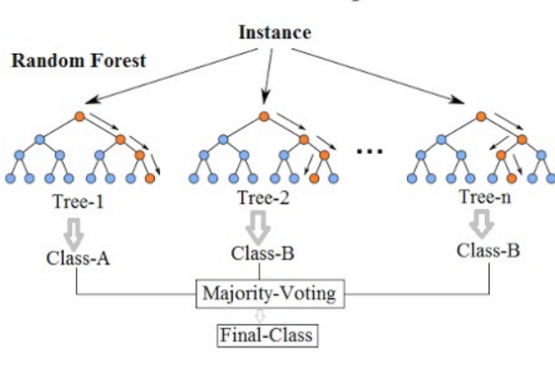 Instance
Random Forest
...
Tree-1
Tree-2
Tree-n
Class-A
Class-B
Class-B
Majority-Voting
Final-Class